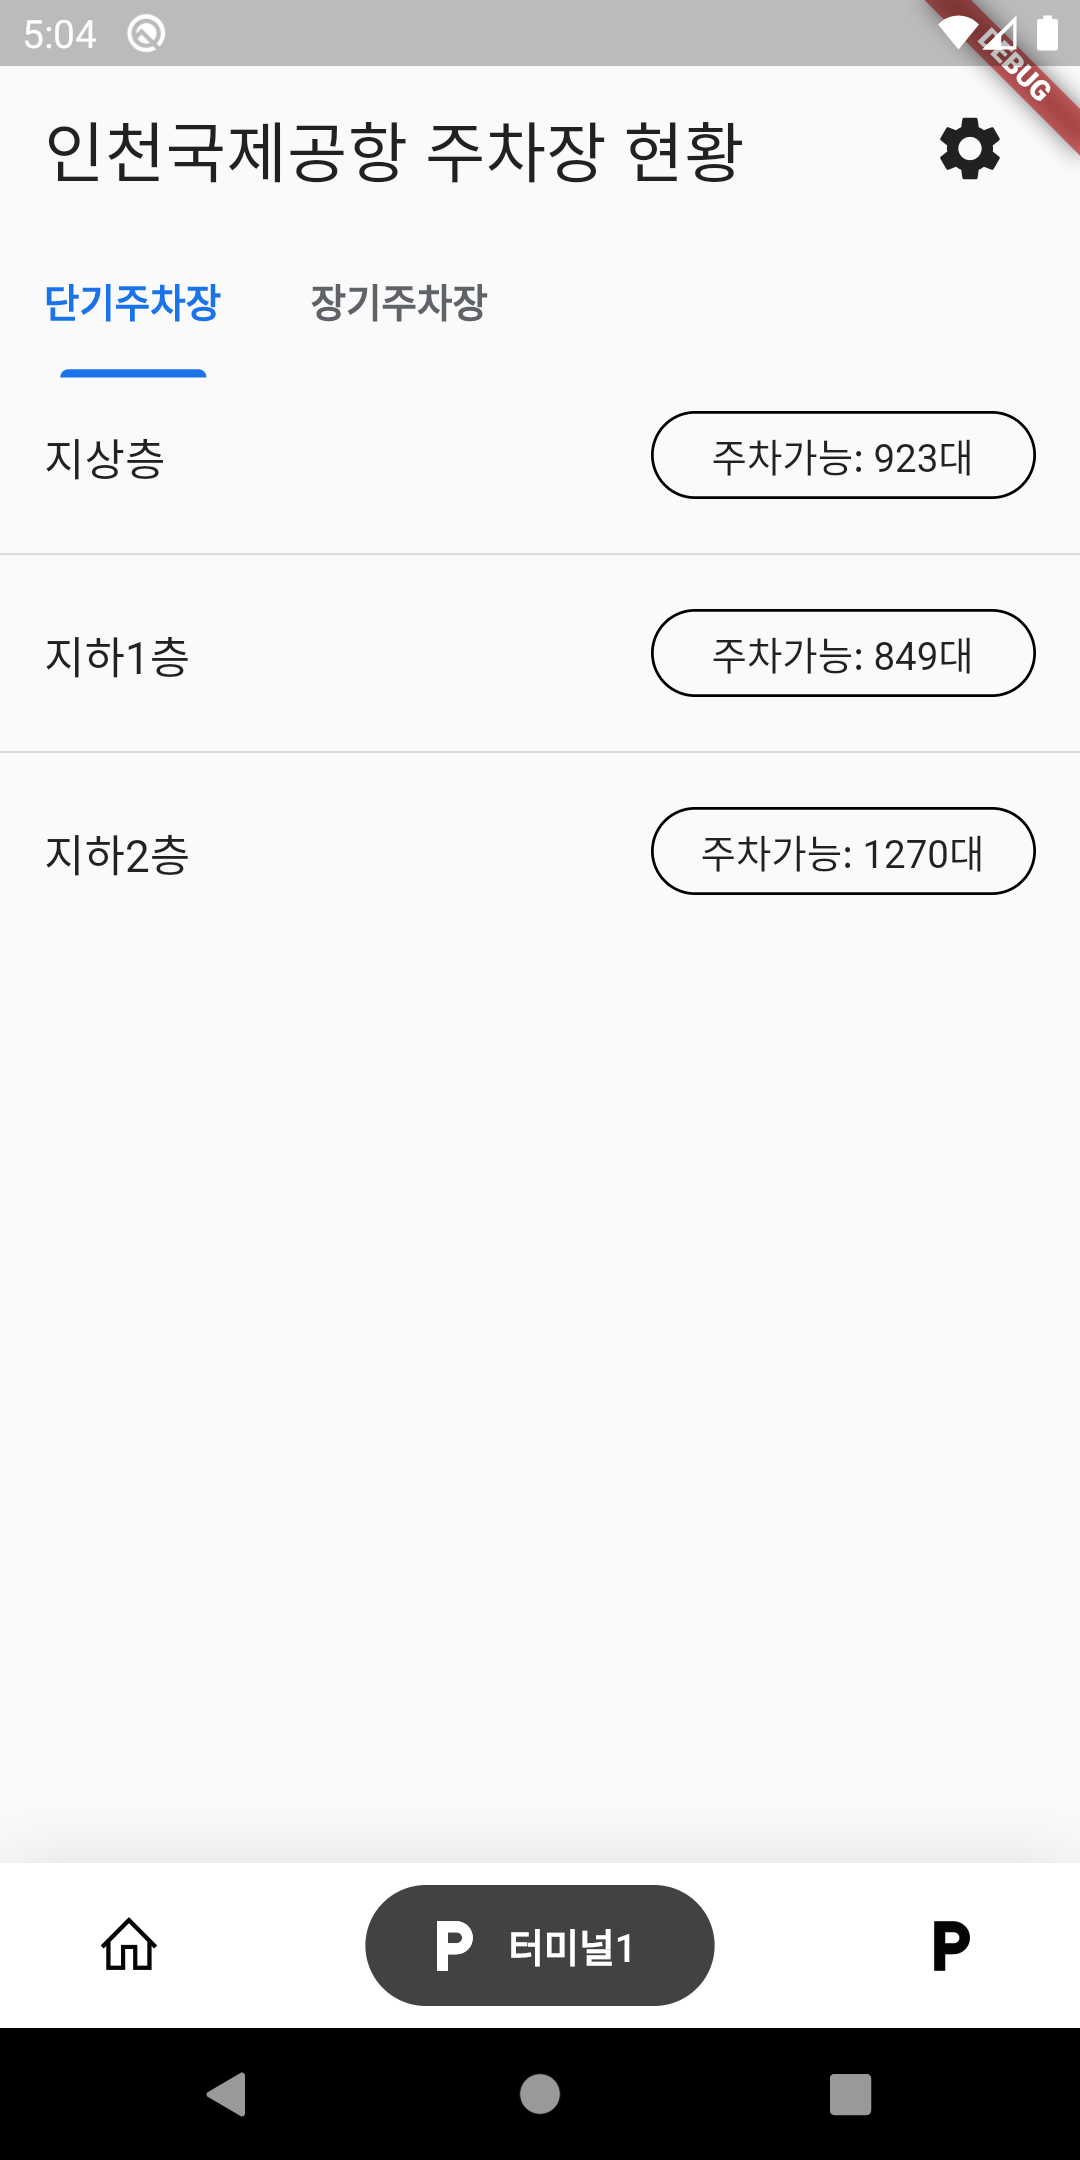 5:04
DEBUG
인천국제공항 주차장 현황
단기주차장 장기주차장
지상층 주차가능: 923대
지하1층 주차가능: 849대
지하2층 주차가능: 1270대
P 터미널1 P